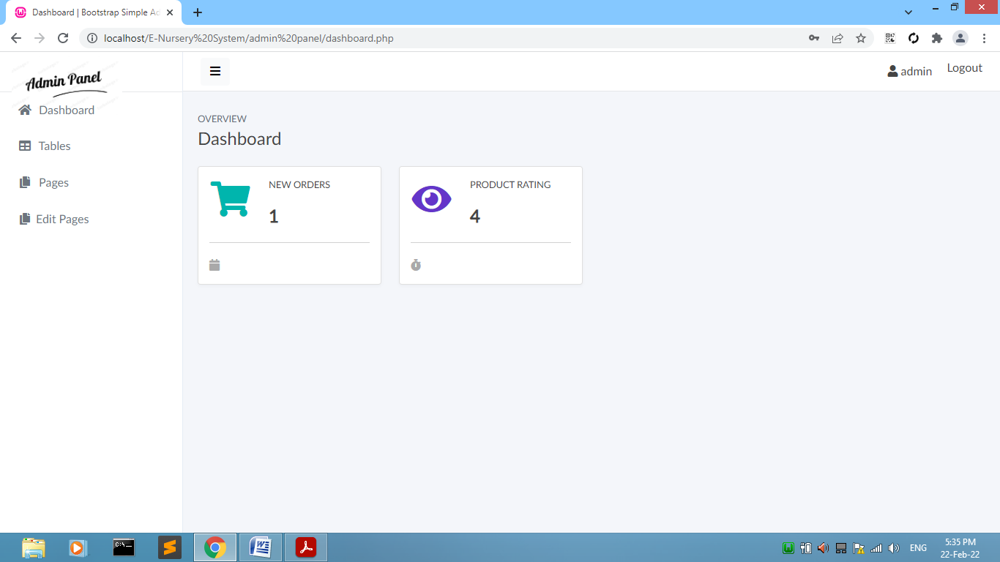 Dashboard | Bootstrap Simple Ad
localhost/E-Nursery%20System/admin%20panel/dashboard.php
Admin Panel
admin
Logout
Dashboard
Tables
Pages
Edit Pages
OVERVIEW
Dashboard
NEW ORDERS
1
PRODUCT RATING
4
C:\_
ENG
5:35 PM
22-Feb-22